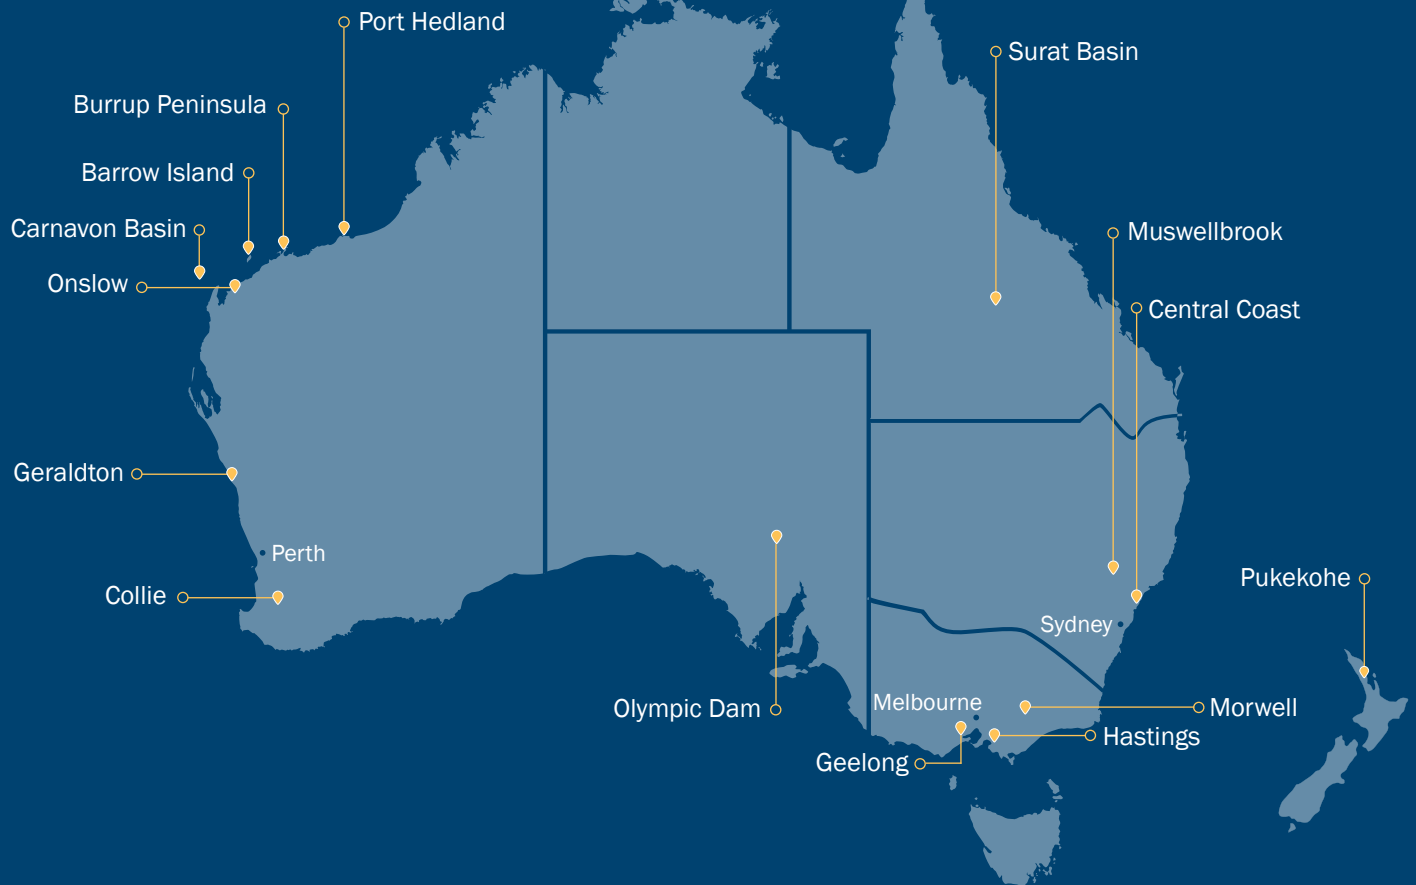 Port Hedland
Surat Basin
Burrup Peninsula
Barrow Island
Carnavon Basin
Muswellbrook
Onslow
Central Coast
Geraldton
Perth
Pukekohe
Collie
Sydney
Melbourne
Olympic Dam
Morwell
Hastings
Geelong